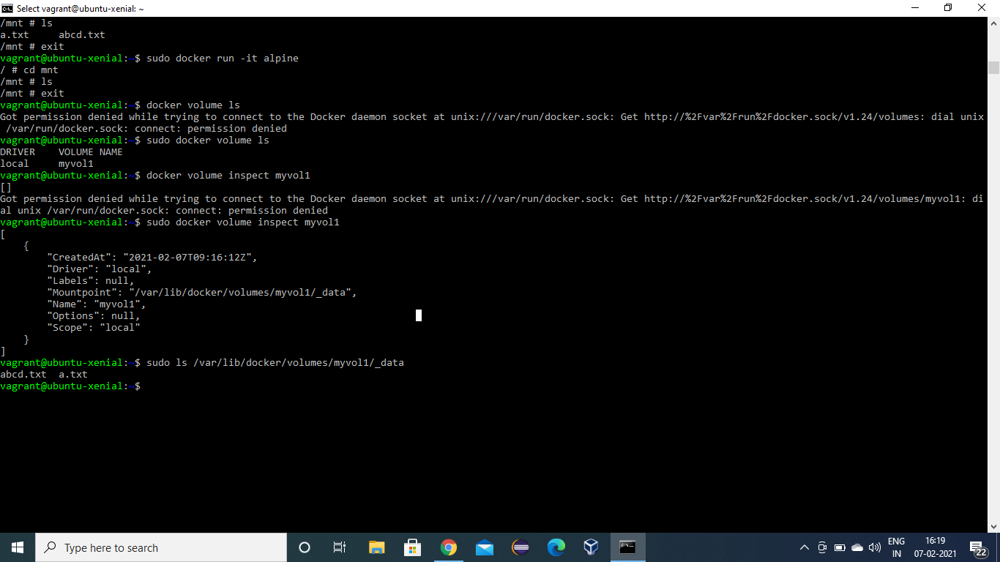 Select vagrant@ubuntu-xenial: ~
/mnt # ls
a.txt     abcd.txt
/mnt # exit
vagrant@ubuntu-xenial:~$ sudo docker run -it alpine
/ # cd mnt
/mnt # ls
/mnt # exit
vagrant@ubuntu-xenial:~$ docker volume ls
Got permission denied while trying to connect to the Docker daemon socket at unix:///var/run/docker.sock: Get http://%2Fvar%2Frun%2Fdocker.sock/v1.24/volumes: dial unix
 /var/run/docker.sock: connect: permission denied
vagrant@ubuntu-xenial:~$ sudo docker volume ls
DRIVER    VOLUME NAME
local     myvol1
vagrant@ubuntu-xenial:~$ docker volume inspect myvol1
[]
Got permission denied while trying to connect to the Docker daemon socket at unix:///var/run/docker.sock: Get http://%2Fvar%2Frun%2Fdocker.sock/v1.24/volumes/myvol1: di
al unix /var/run/docker.sock: connect: permission denied
vagrant@ubuntu-xenial:~$ sudo docker volume inspect myvol1
[
    {
        "CreatedAt": "2021-02-07T09:16:12Z",
        "Driver": "local",
        "Labels": null,
        "Mountpoint": "/var/lib/docker/volumes/myvol1/_data",
        "Name": "myvol1",
        "Options": null,
        "Scope": "local"
    }
]
vagrant@ubuntu-xenial:~$ sudo ls /var/lib/docker/volumes/myvol1/_data
abcd.txt  a.txt
vagrant@ubuntu-xenial:~$
Type here to search
ENG
IN
16:19
07-02-2021
22